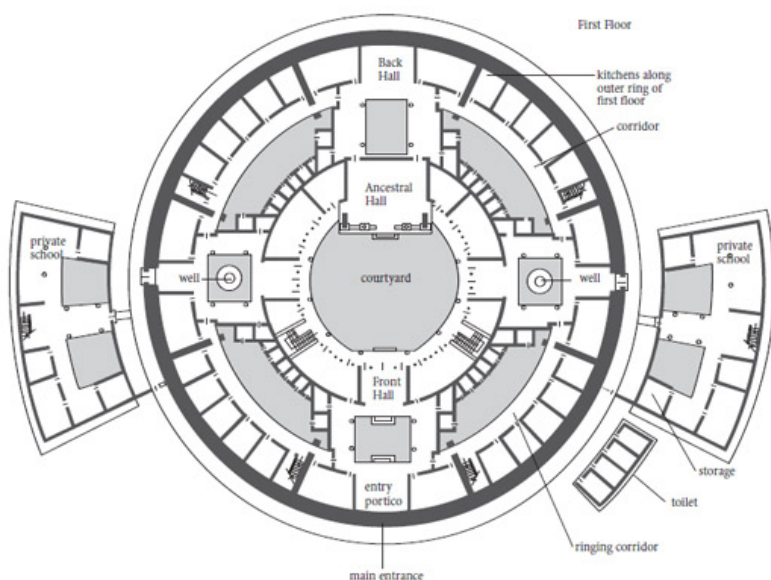 First Floor
Back
Hall
kitchens along
outer ring of
first floor
corridor
Ancestral
Hall
private
school
private
school
well
courtyard
well
Front
Hall
entry
portico
storage
toilet
ringing corridor
main entrance